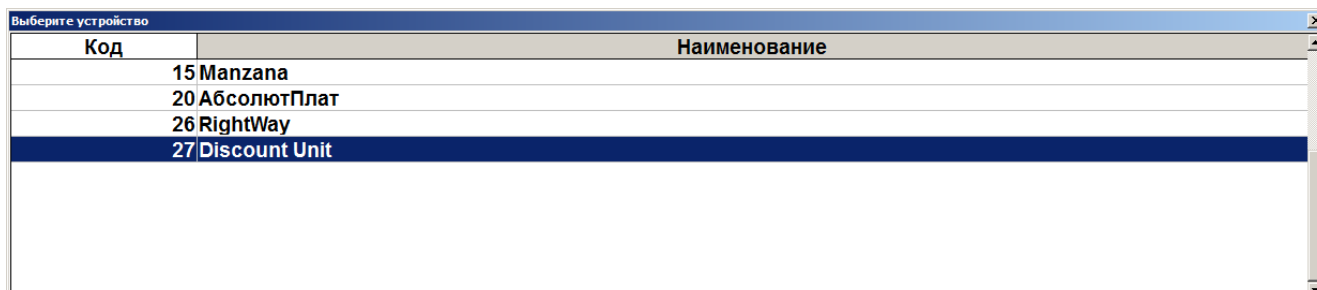 Выберите устройство
Код Наименование
15 Manzana
20 АбсолютПлат
26 RightWay
27 Discount Unit